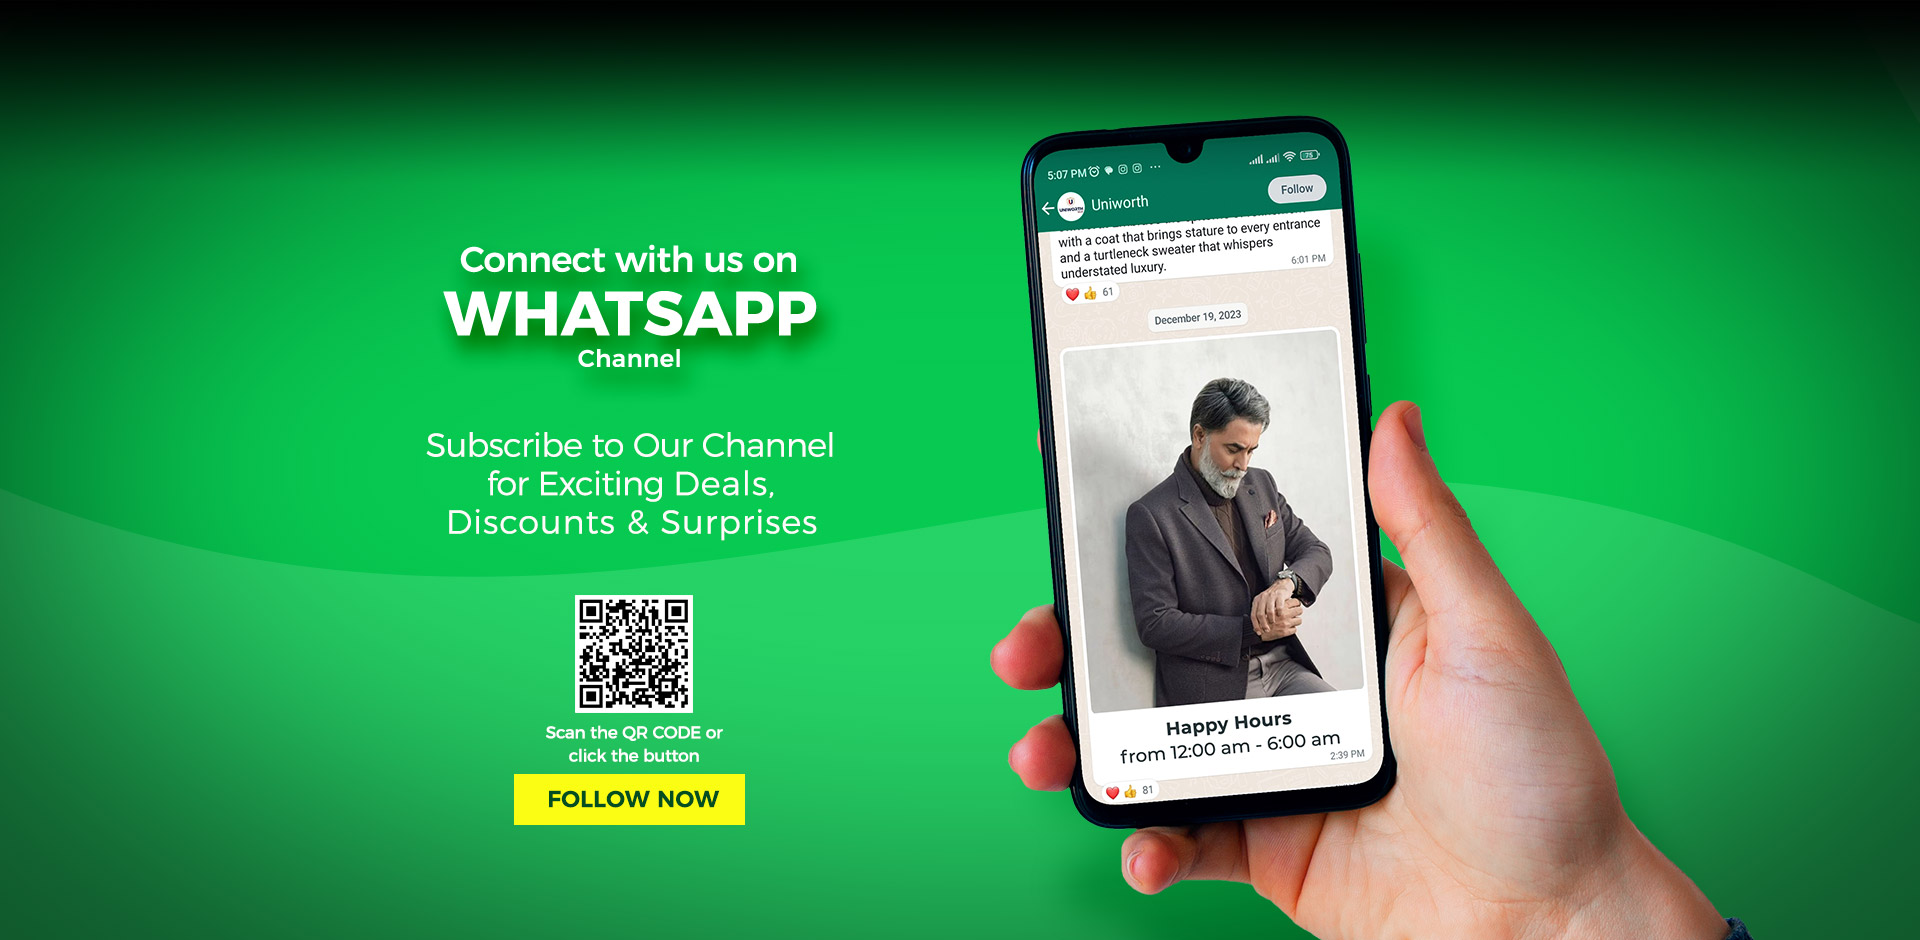 Connect with us on
WHATSAPP
Channel
Subscribe to Our Channel
for Exciting Deals,
Discounts & Surprises
Scan the QR CODE or
click the button
FOLLOW NOW
5:07 PM
75
Uniworth
Follow
UNIWORTH
with a coat that brings stature to every entrance
and a turtleneck sweater that whispers
understated luxury.
6:01 PM
61
December 19, 2023
Happy Hours
from 12:00 am - 6:00 am
2:39 PM
81